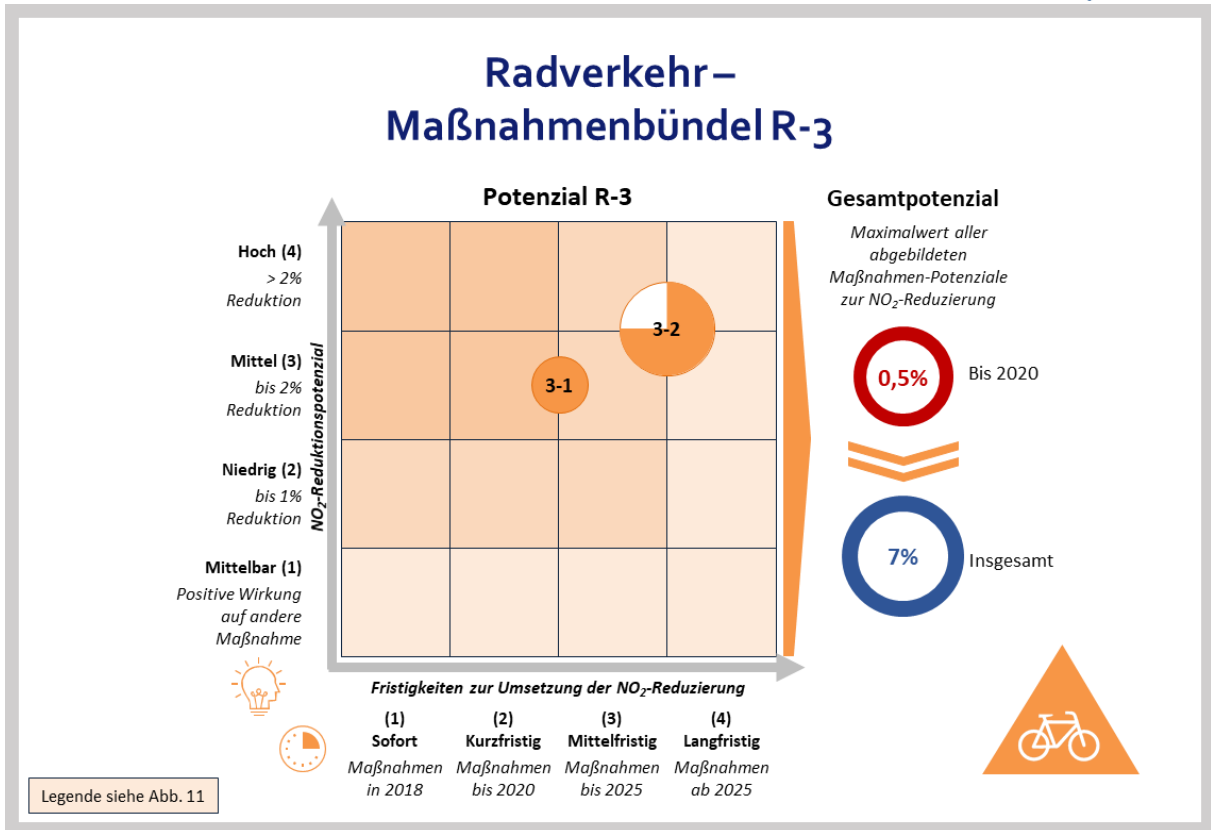 Radverkehr –
Maßnahmenbündel R-3
Potenzial R-3
Gesamtpotenzial
Maximalwert aller
abgebildeten
Maßnahmen-Potenziale
zur NO₂-Reduzierung
NO₂-Reduktionspotenzial
Hoch (4)
> 2%
Reduktion
Mittel (3)
bis 2%
Reduktion
Niedrig (2)
bis 1%
Reduktion
Mittelbar (1)
Positive Wirkung
auf andere
Maßnahme
3-2
3-1
0,5%
Bis 2020
7%
Insgesamt
Fristigkeiten zur Umsetzung der NO₂-Reduzierung
(1)
Sofort
Maßnahmen
in 2018
(2)
Kurzfristig
Maßnahmen
bis 2020
(3)
Mittelfristig
Maßnahmen
bis 2025
(4)
Langfristig
Maßnahmen
ab 2025
Legende siehe Abb. 11